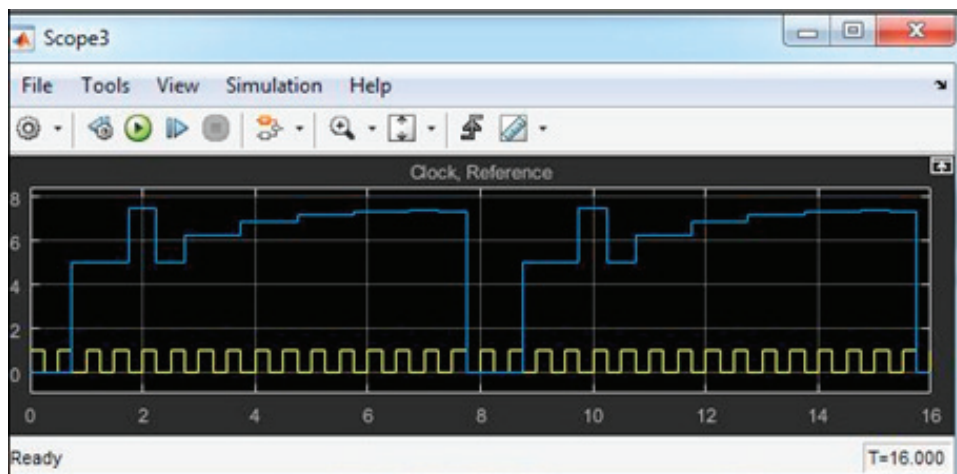 Scope3
File Tools View Simulation Help
Clock, Reference
8
6
4
2
0
0 2 4 6 8 10 12 14 16
Ready T=16.000